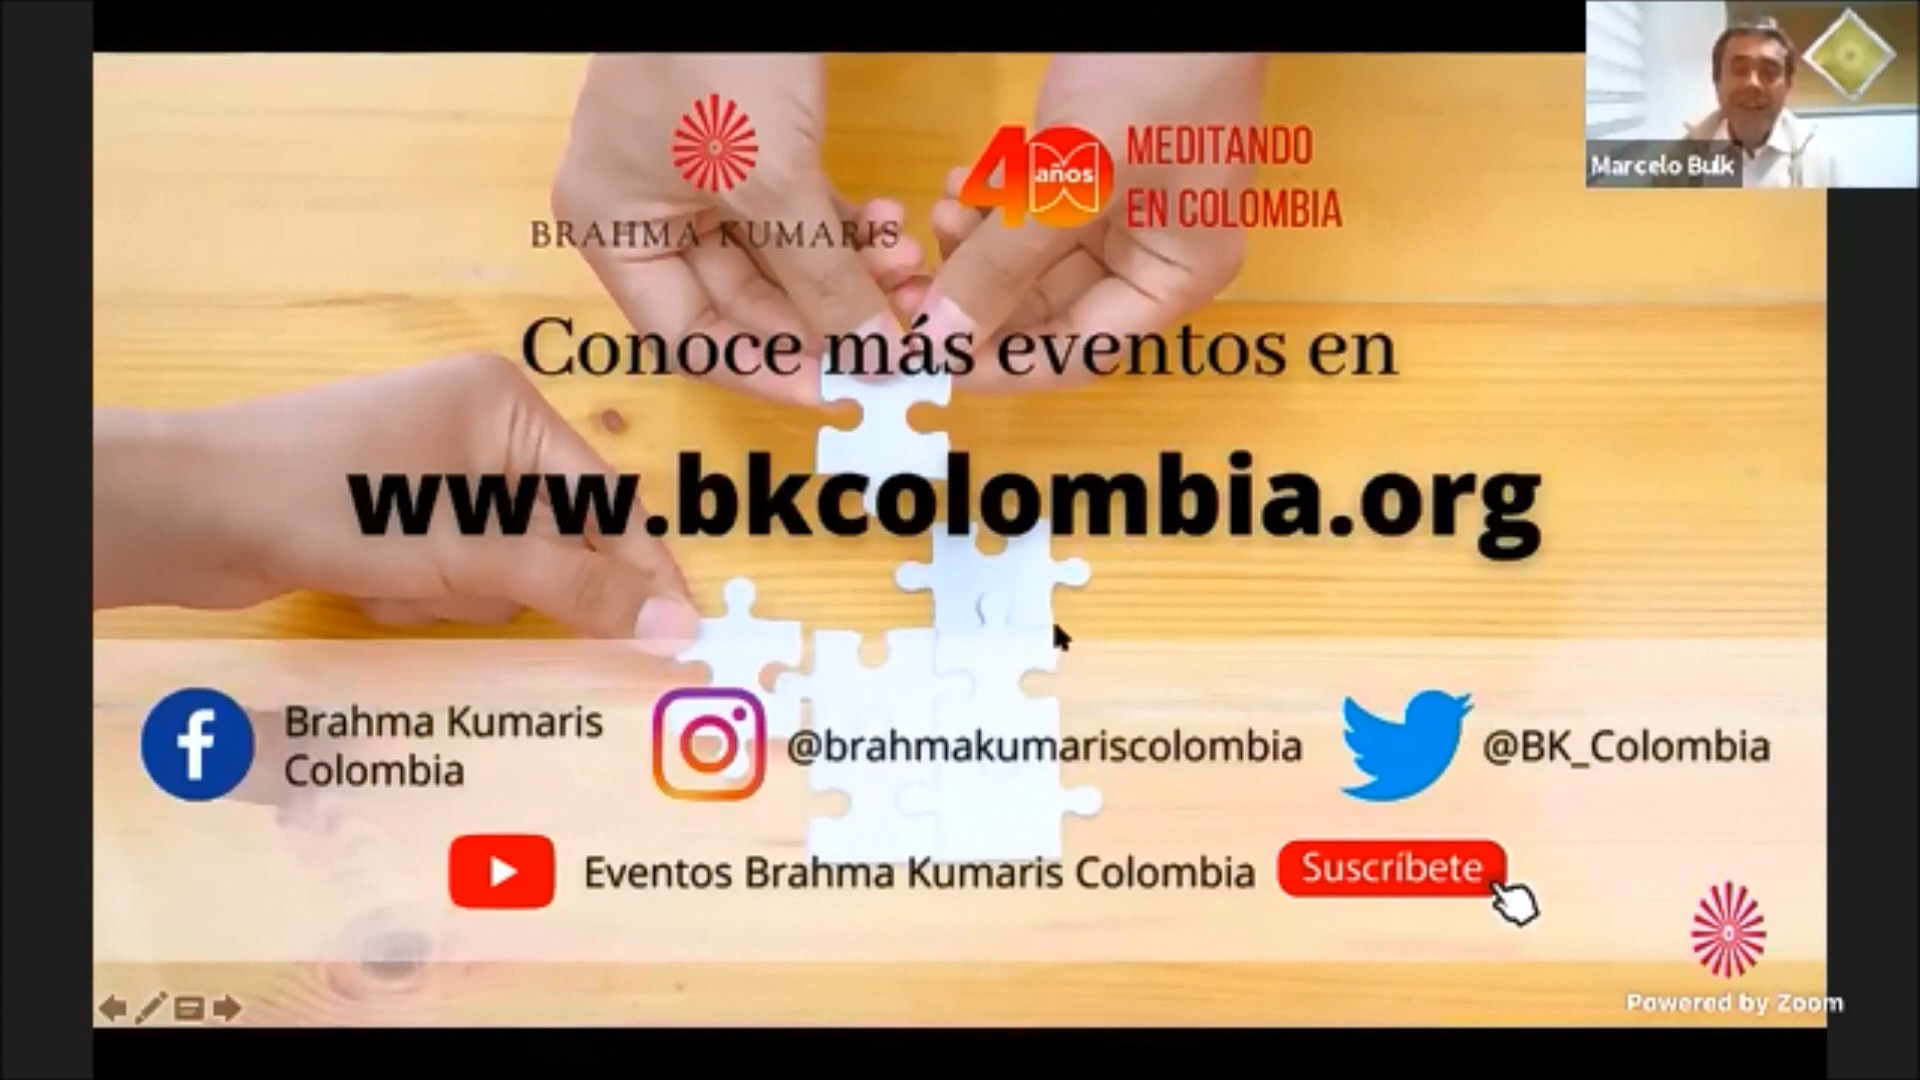 BRAHMA KUMARIS
40 años
MEDITANDO
EN COLOMBIA
Marcelo Bulk
Conoce más eventos en
www.bkcolombia.org
Brahma Kumaris
Colombia
@brahmakumariscolombia
@BK_Colombia
Eventos Brahma Kumaris Colombia
Suscríbete
Powered by Zoom